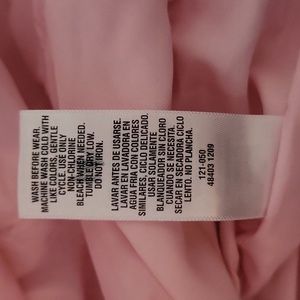 WASH BEFORE WEAR.
MACHINE WASH COLD WITH
LIKE COLORS, GENTLE
CYCLE. USE ONLY
NON-CHLORINE
BLEACH WHEN NEEDED.
TUMBLE DRY LOW.
DO NOT IRON.
LAVAR ANTES DE USARSE.
LAVAR EN LAVADORA EN
AGUA FRIA CON COLORES
SIMILARES, CICLO DELICADO.
USAR SOLAMENTE
BLANQUEADOR SIN CLORO
CUANDO SE NECESITA.
SECAR EN SECADORA CICLO
LENTO. NO PLANCHA.
121-050
48403 1209